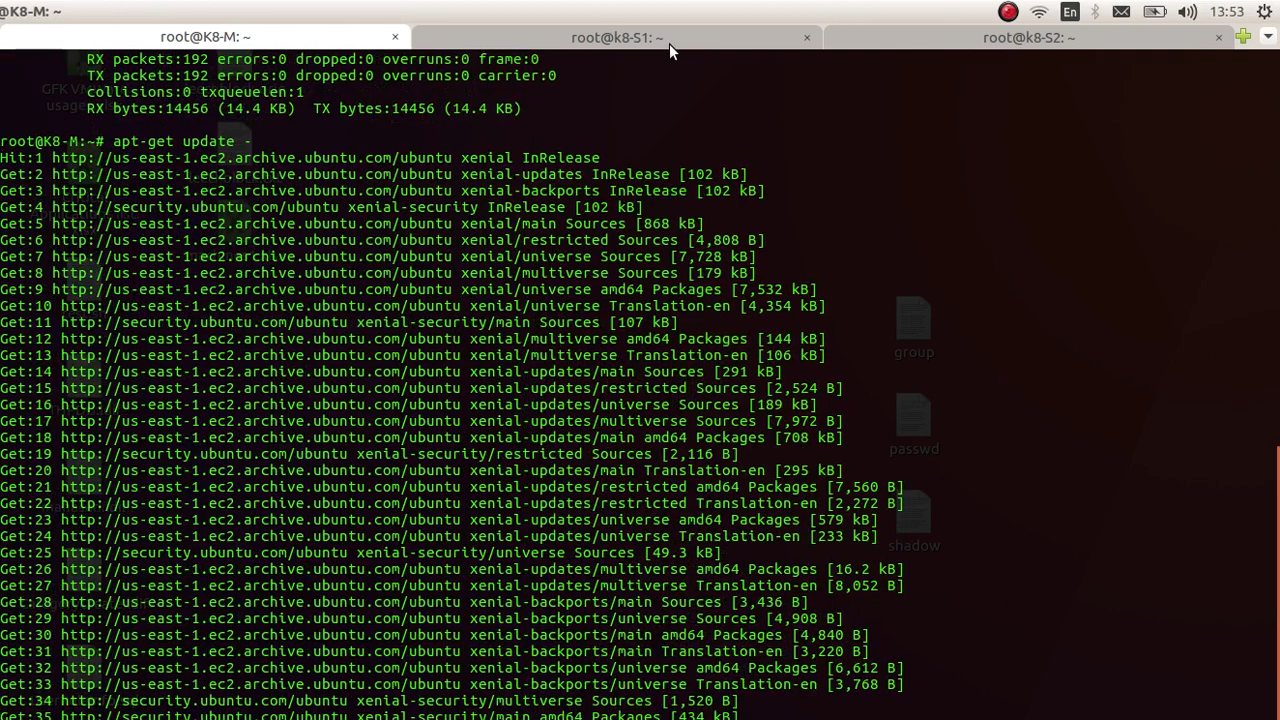 @K8-M: ~
En
13:53
root@K8-M: ~ × root@k8-S1: ~ × root@k8-S2: ~ ×
RX packets:192 errors:0 dropped:0 overruns:0 frame:0
TX packets:192 errors:0 dropped:0 overruns:0 carrier:0
collisions:0 txqueuelen:1
RX bytes:14456 (14.4 KB)  TX bytes:14456 (14.4 KB)
root@K8-M:~# apt-get update -
Hit:1 http://us-east-1.ec2.archive.ubuntu.com/ubuntu xenial InRelease
Get:2 http://us-east-1.ec2.archive.ubuntu.com/ubuntu xenial-updates InRelease [102 kB]
Get:3 http://us-east-1.ec2.archive.ubuntu.com/ubuntu xenial-backports InRelease [102 kB]
Get:4 http://security.ubuntu.com/ubuntu xenial-security InRelease [102 kB]
Get:5 http://us-east-1.ec2.archive.ubuntu.com/ubuntu xenial/main Sources [868 kB]
Get:6 http://us-east-1.ec2.archive.ubuntu.com/ubuntu xenial/restricted Sources [4,808 B]
Get:7 http://us-east-1.ec2.archive.ubuntu.com/ubuntu xenial/universe Sources [7,728 kB]
Get:8 http://us-east-1.ec2.archive.ubuntu.com/ubuntu xenial/multiverse Sources [179 kB]
Get:9 http://us-east-1.ec2.archive.ubuntu.com/ubuntu xenial/universe amd64 Packages [7,532 kB]
Get:10 http://us-east-1.ec2.archive.ubuntu.com/ubuntu xenial/universe Translation-en [4,354 kB]
Get:11 http://security.ubuntu.com/ubuntu xenial-security/main Sources [107 kB]
Get:12 http://us-east-1.ec2.archive.ubuntu.com/ubuntu xenial/multiverse amd64 Packages [144 kB]
Get:13 http://us-east-1.ec2.archive.ubuntu.com/ubuntu xenial/multiverse Translation-en [106 kB]
Get:14 http://us-east-1.ec2.archive.ubuntu.com/ubuntu xenial-updates/main Sources [291 kB]
Get:15 http://us-east-1.ec2.archive.ubuntu.com/ubuntu xenial-updates/restricted Sources [2,524 B]
Get:16 http://us-east-1.ec2.archive.ubuntu.com/ubuntu xenial-updates/universe Sources [189 kB]
Get:17 http://us-east-1.ec2.archive.ubuntu.com/ubuntu xenial-updates/multiverse Sources [7,972 B]
Get:18 http://us-east-1.ec2.archive.ubuntu.com/ubuntu xenial-updates/main amd64 Packages [708 kB]
Get:19 http://security.ubuntu.com/ubuntu xenial-security/restricted Sources [2,116 B]
Get:20 http://us-east-1.ec2.archive.ubuntu.com/ubuntu xenial-updates/main Translation-en [295 kB]
Get:21 http://us-east-1.ec2.archive.ubuntu.com/ubuntu xenial-updates/restricted amd64 Packages [7,560 B]
Get:22 http://us-east-1.ec2.archive.ubuntu.com/ubuntu xenial-updates/restricted Translation-en [2,272 B]
Get:23 http://us-east-1.ec2.archive.ubuntu.com/ubuntu xenial-updates/universe amd64 Packages [579 kB]
Get:24 http://us-east-1.ec2.archive.ubuntu.com/ubuntu xenial-updates/universe Translation-en [233 kB]
Get:25 http://security.ubuntu.com/ubuntu xenial-security/universe Sources [49.3 kB]
Get:26 http://us-east-1.ec2.archive.ubuntu.com/ubuntu xenial-updates/multiverse amd64 Packages [16.2 kB]
Get:27 http://us-east-1.ec2.archive.ubuntu.com/ubuntu xenial-updates/multiverse Translation-en [8,052 B]
Get:28 http://us-east-1.ec2.archive.ubuntu.com/ubuntu xenial-backports/main Sources [3,436 B]
Get:29 http://us-east-1.ec2.archive.ubuntu.com/ubuntu xenial-backports/universe Sources [4,908 B]
Get:30 http://us-east-1.ec2.archive.ubuntu.com/ubuntu xenial-backports/main amd64 Packages [4,840 B]
Get:31 http://us-east-1.ec2.archive.ubuntu.com/ubuntu xenial-backports/main Translation-en [3,220 B]
Get:32 http://us-east-1.ec2.archive.ubuntu.com/ubuntu xenial-backports/universe amd64 Packages [6,612 B]
Get:33 http://us-east-1.ec2.archive.ubuntu.com/ubuntu xenial-backports/universe Translation-en [3,768 B]
Get:34 http://security.ubuntu.com/ubuntu xenial-security/multiverse Sources [1,520 B]
Get:35 http://security.ubuntu.com/ubuntu xenial-security/main amd64 Packages [434 kB]
group
passwd
shadow